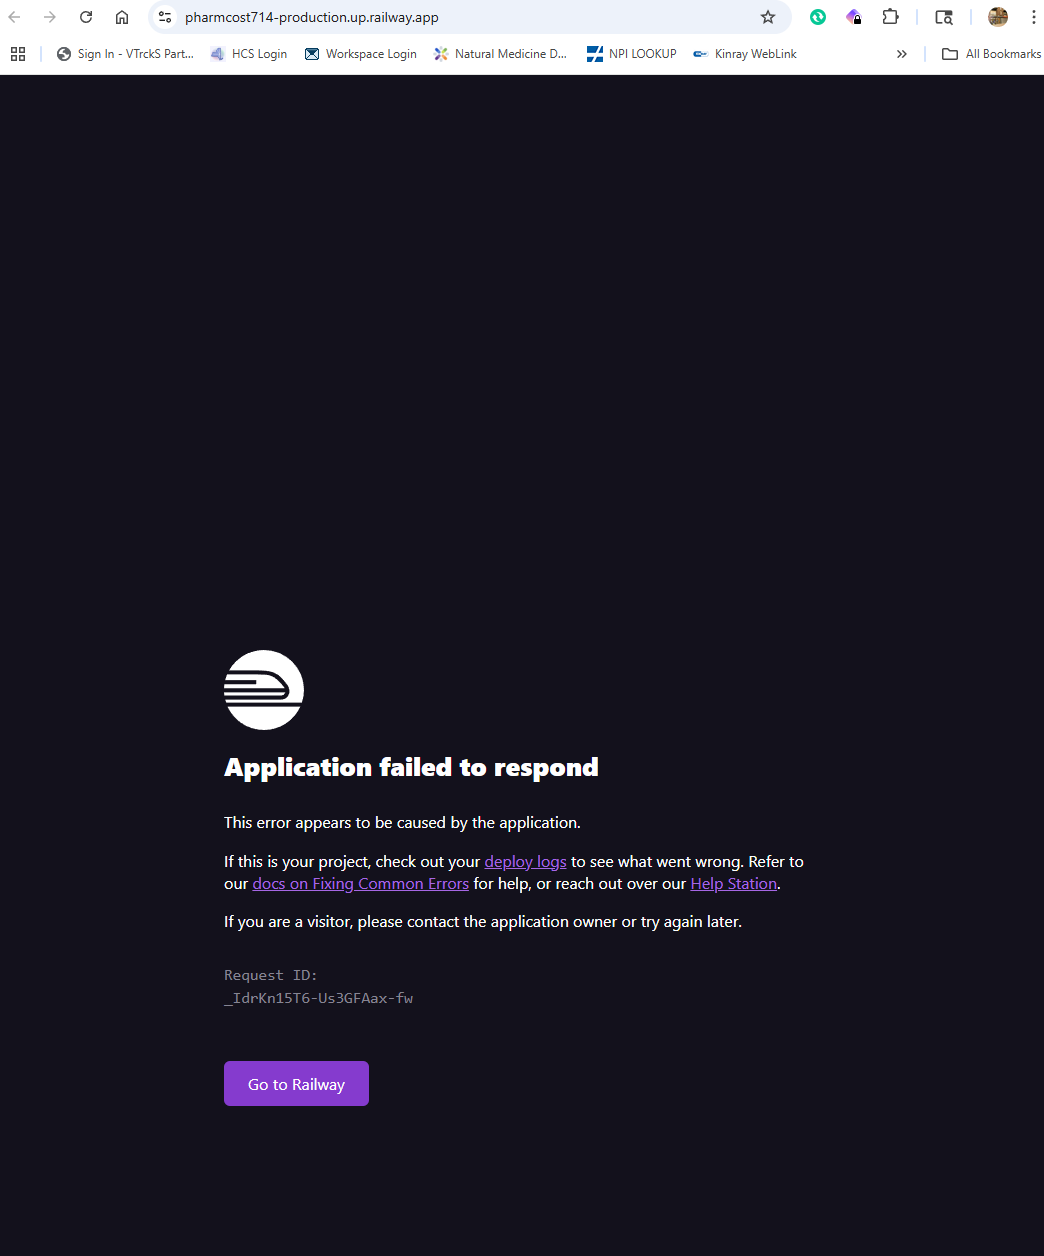 pharmcost714-production.up.railway.app
Sign In - VTrckS Part... HCS Login Workspace Login Natural Medicine D... NPI LOOKUP Kinray WebLink » All Bookmarks
Application failed to respond
This error appears to be caused by the application.
If this is your project, check out your deploy logs to see what went wrong. Refer to
our docs on Fixing Common Errors for help, or reach out over our Help Station.
If you are a visitor, please contact the application owner or try again later.
Request ID:
_IdrKn15T6-Us3GFAax-fw
Go to Railway